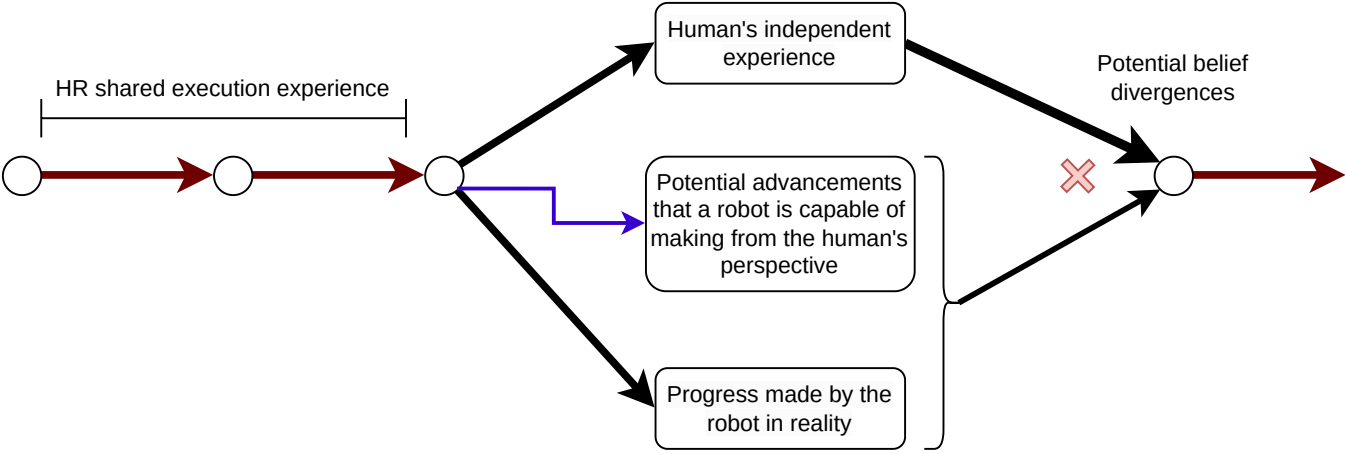 HR shared execution experience
Human's independent
experience
Potential advancements
that a robot is capable of
making from the human's
perspective
Progress made by the
robot in reality
Potential belief
divergences